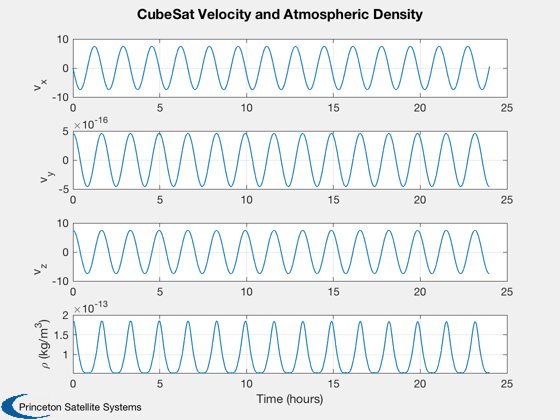 CubeSat Velocity and Atmospheric Density
10
0
-10
v_x
0 5 10 15 20 25
×10^-16
5
0
-5
v_y
0 5 10 15 20 25
10
0
-10
v_z
0 5 10 15 20 25
×10^-13
2
1.5
1
ρ (kg/m^3)
0 5 10 15 20 25
Time (hours)
Princeton Satellite Systems